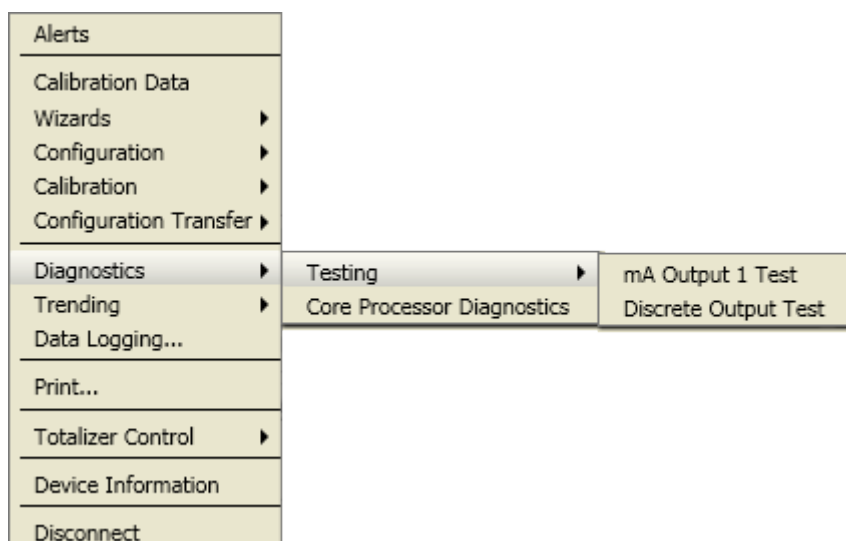 Alerts
Calibration Data
Wizards
Configuration
Calibration
Configuration Transfer
Diagnostics
Trending
Data Logging...
Print...
Totalizer Control
Device Information
Disconnect
Testing
Core Processor Diagnostics
mA Output 1 Test
Discrete Output Test